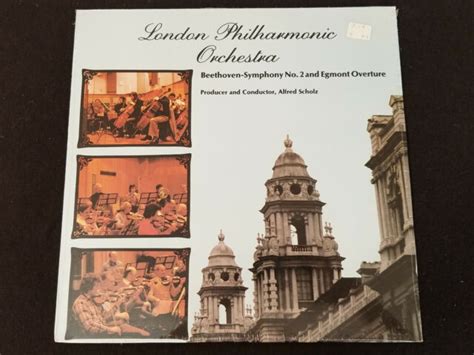 London Philharmonic
Orchestra
Beethoven-Symphony No. 2 and Egmont Overture
Producer and Conductor, Alfred Scholz